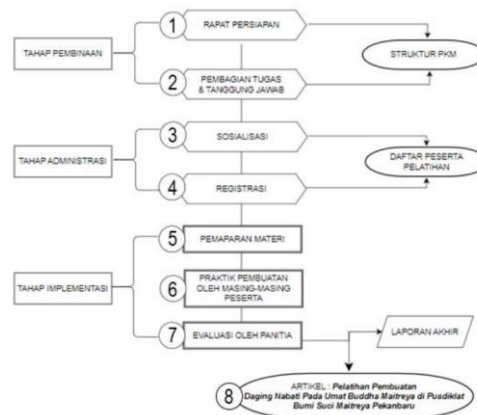 1
RAPAT PERSIAPAN
TAHAP PEMBINAAN
STRUKTUR PKM
2
PEMBAGIAN TUGAS
& TANGGUNG JAWAB
3
SOSIALISASI
TAHAP ADMINISTRASI
DAFTAR PESERTA
PELATIHAN
4
REGISTRASI
5
PEMAPARAN MATERI
TAHAP IMPLEMENTASI
6
PRAKTIK PEMBUATAN
OLEH MASING-MASING
PESERTA
7
EVALUASI OLEH PANITIA
LAPORAN AKHIR
8
ARTIKEL : Pelatihan Pembuatan
Daging Nabati Pada Umat Buddha Maitreya di Pusdiklat
Bumi Suci Maitreya Pekanbaru